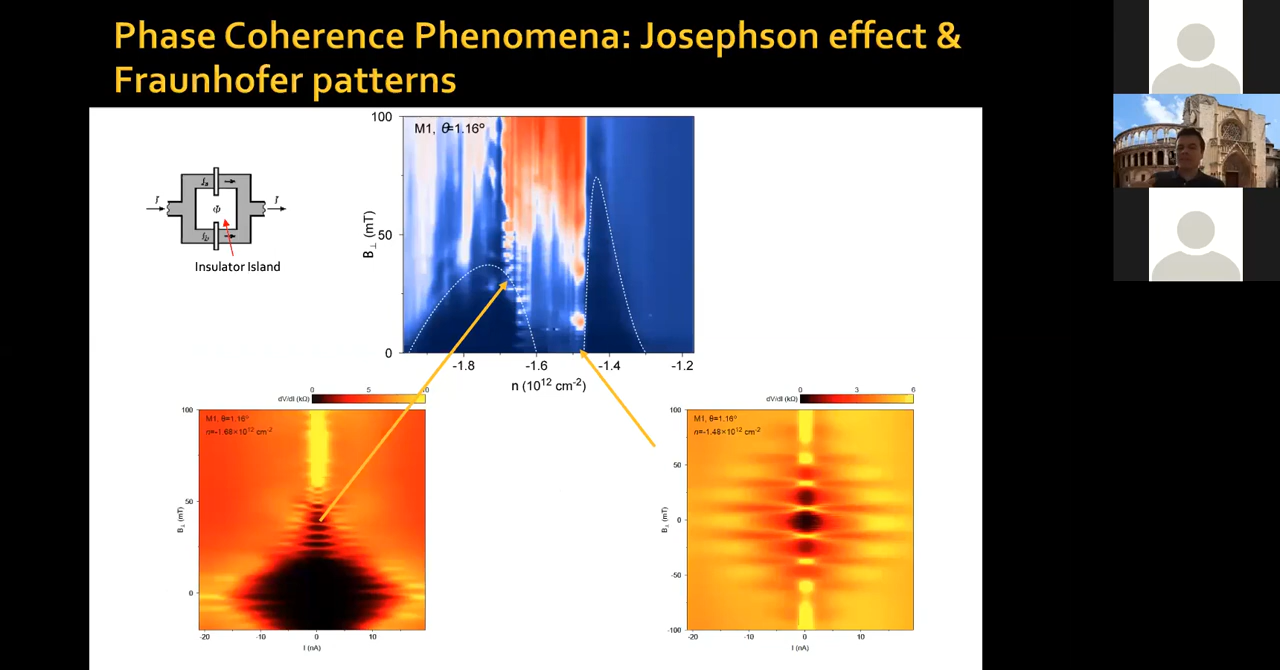 Phase Coherence Phenomena: Josephson effect &
Fraunhofer patterns
M1, θ=1.16º
100
50
0
B⊥ (mT)
-1.8
-1.6
-1.4
-1.2
n (10¹² cm⁻²)
I
I
Φ
Insulator Island
dV/dI (kΩ)
0
5
M1, θ=1.16°
n=-1.68×10¹² cm⁻²
100
50
0
B⊥ (mT)
-20
-10
0
10
I (nA)
dV/dI (kΩ)
0
3
6
M1, θ=1.16°
n=-1.48×10¹² cm⁻²
100
50
0
-50
-100
B⊥ (mT)
-20
-10
0
10
I (nA)